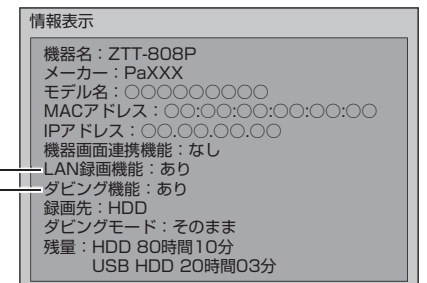 情報表示
機器名：ZTT-808P
メーカー：PaXXX
モデル名：○○○○○○○○○
MACアドレス：○○:○○:○○:○○:○○:○○
IPアドレス：○○.○○.○○.○○
機器画面連携機能：なし
LAN録画機能：あり
ダビング機能：あり
録画先：HDD
ダビングモード：そのまま
残量：HDD 80時間10分
USB HDD 20時間03分